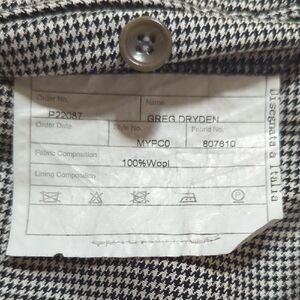 Order No.
Name
P22087
GREG DRYDEN
Order Date
Style No.
Fabric No.
MYPC0
807610
Fabric Composition
100%Wool
Lining Composition
P
Disegnata a Italia